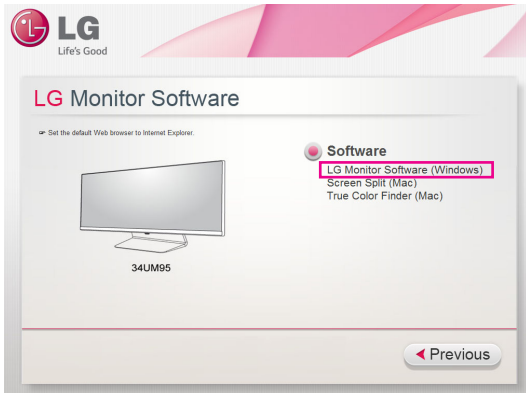 LG
Life's Good
LG Monitor Software
☞ Set the default Web browser to Internet Explorer.
Software
LG Monitor Software (Windows)
Screen Split (Mac)
True Color Finder (Mac)
34UM95
Previous